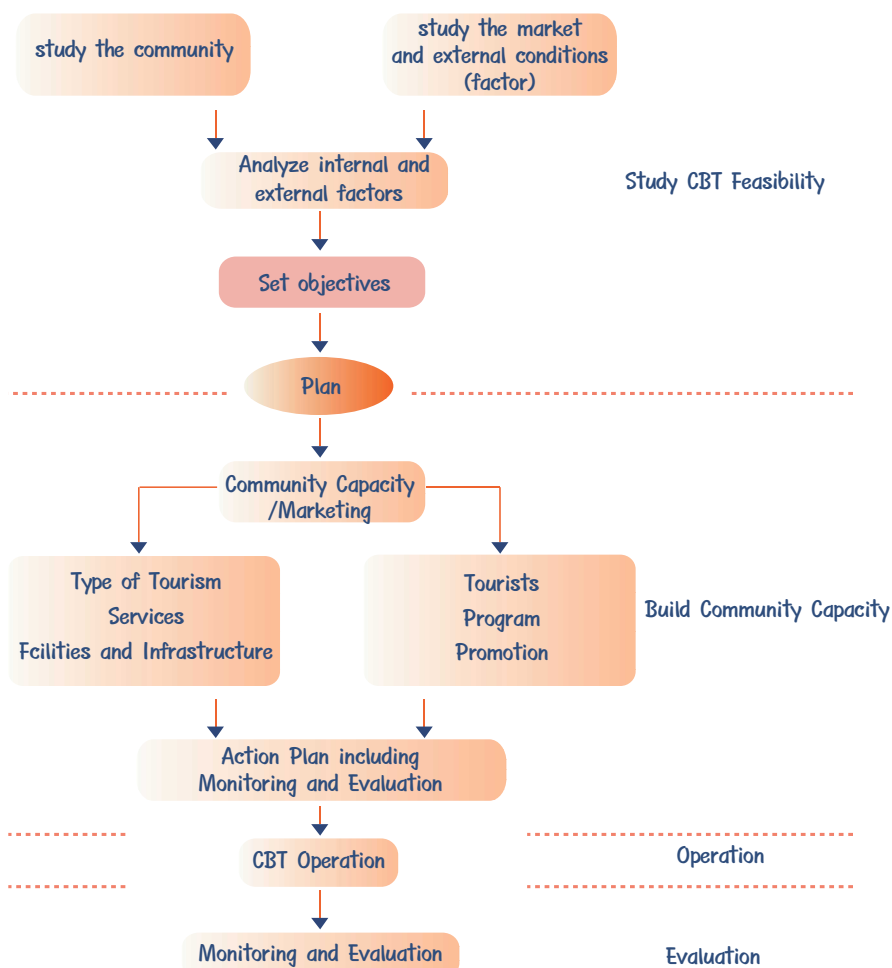 study the community
study the market
and external conditions
(factor)
Analyze internal and
external factors
Study CBT Feasibility
Set objectives
Plan
Community Capacity
/Marketing
Type of Tourism
Services
Fcilities and Infrastructure
Tourists
Program
Promotion
Build Community Capacity
Action Plan including
Monitoring and Evaluation
CBT Operation
Operation
Monitoring and Evaluation
Evaluation